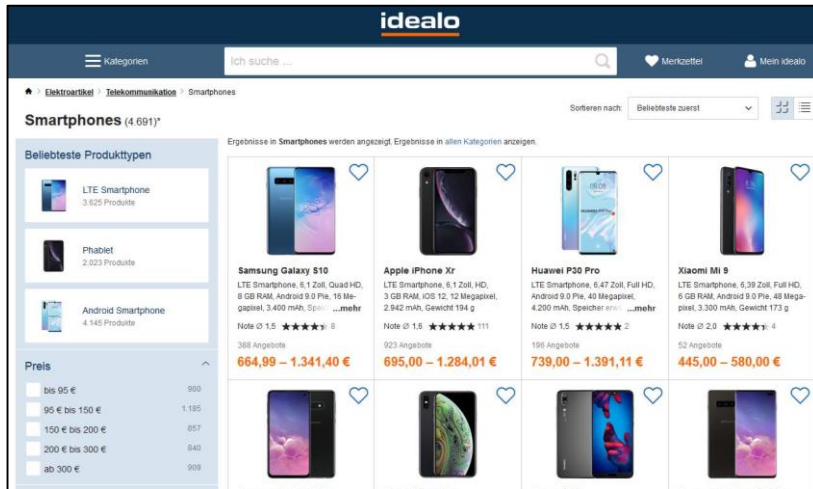 idealo
Kategorien
Ich suche ...
Merkzettel
Mein idealo
> Elektroartikel > Telekommunikation > Smartphones
Smartphones (4.691)*
Sortieren nach: Beliebteste zuerst
Beliebteste Produkttypen
LTE Smartphone
3.625 Produkte
Phablet
2.023 Produkte
Android Smartphone
4.145 Produkte
Preis
bis 95 € 900
95 € bis 150 € 1.185
150 € bis 200 € 857
200 € bis 300 € 840
ab 300 € 909
Ergebnisse in Smartphones werden angezeigt. Ergebnisse in allen Kategorien anzeigen.
Samsung Galaxy S10
LTE Smartphone, 6,1 Zoll, Quad HD,
8 GB RAM, Android 9.0 Pie, 16 Me-
gapixel, 3.400 mAh, ...mehr
Note Ø 1,5 8
388 Angebote
664,99 – 1.341,40 €
Apple iPhone Xr
LTE Smartphone, 6,1 Zoll, HD,
3 GB RAM, iOS 12, 12 Megapixel,
2.942 mAh, Gewicht 194 g
Note Ø 1,6 111
923 Angebote
695,00 – 1.284,01 €
Huawei P30 Pro
LTE Smartphone, 6,47 Zoll, Full HD,
Android 9.0 Pie, 40 Megapixel,
4.200 mAh, Speicher ...mehr
Note Ø 1,5 2
196 Angebote
739,00 – 1.391,11 €
Xiaomi Mi 9
LTE Smartphone, 6,39 Zoll, Full HD,
6 GB RAM, Android 9.0 Pie, 48 Mega-
pixel, 3.300 mAh, Gewicht 173 g
Note Ø 2,0 4
52 Angebote
445,00 – 580,00 €